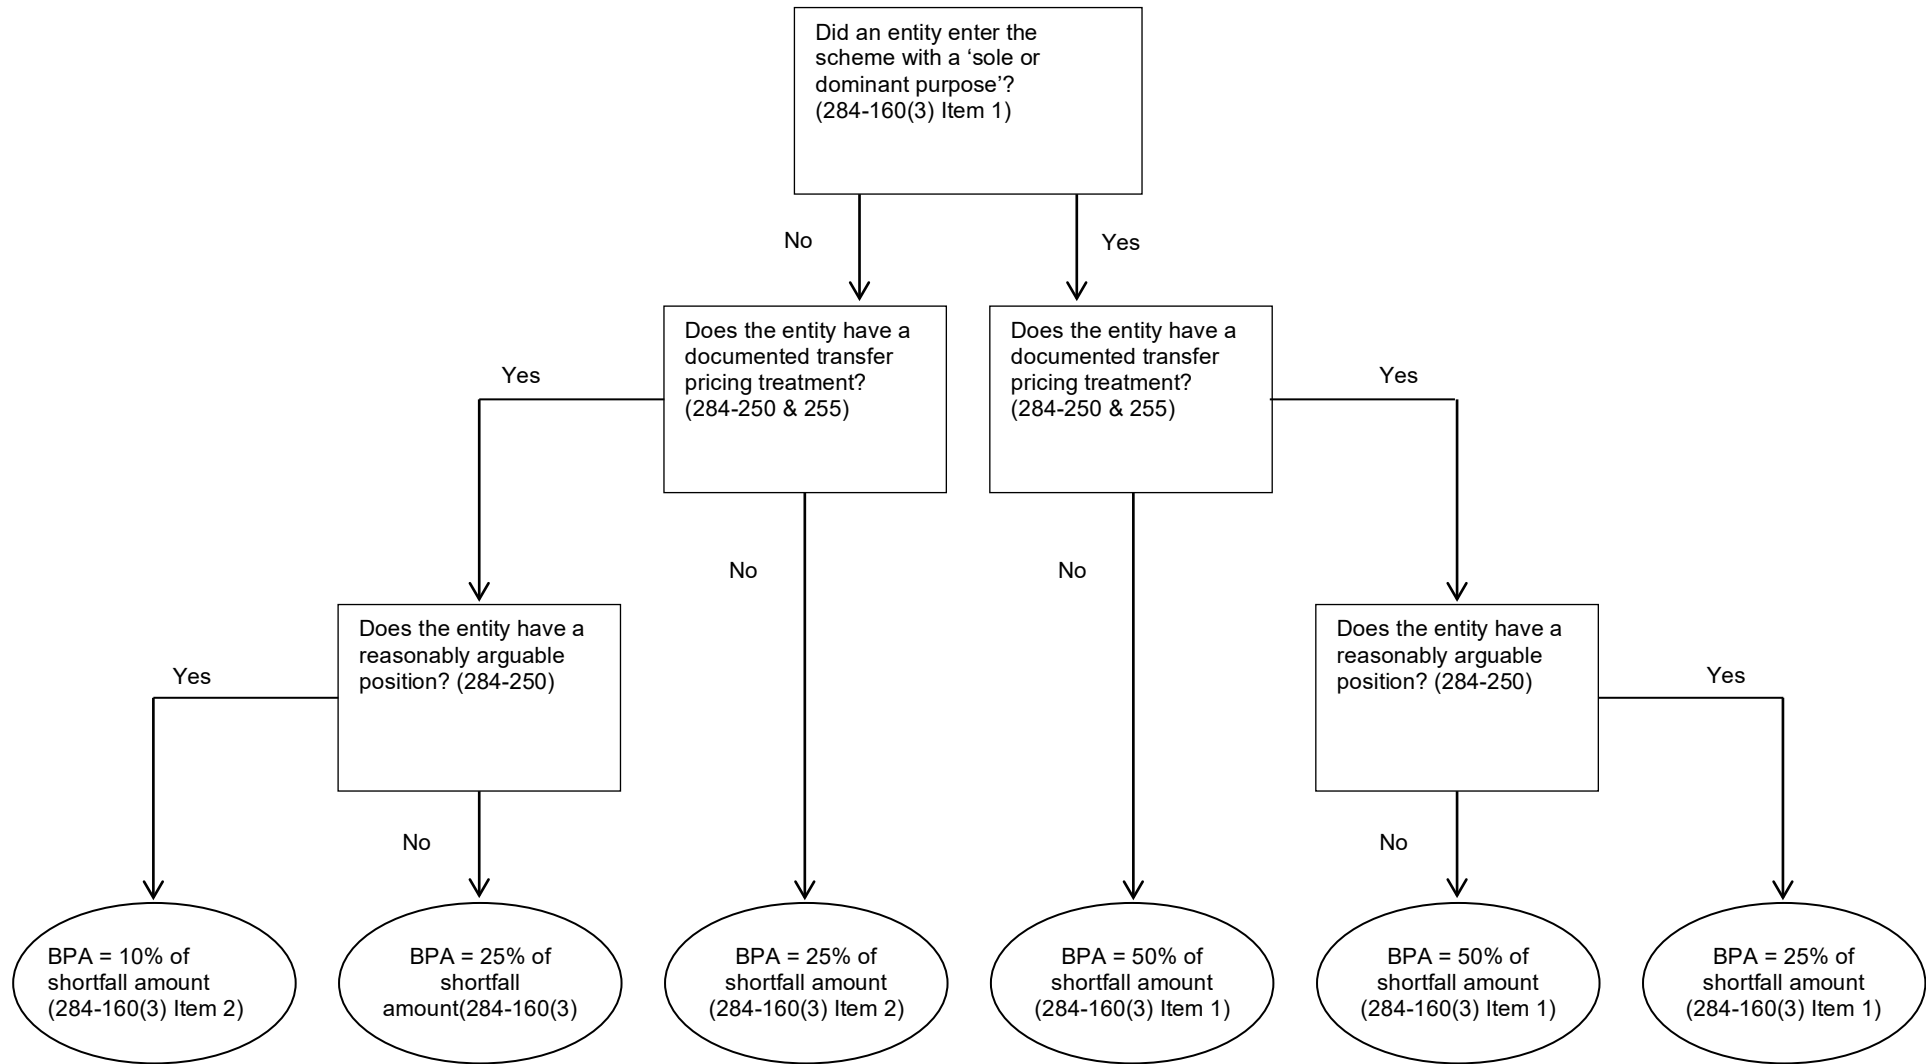 Did an entity enter the
scheme with a ‘sole or
dominant purpose’?
(284-160(3) Item 1)
No
Yes
Does the entity have a
documented transfer
pricing treatment?
(284-250 & 255)
Does the entity have a
documented transfer
pricing treatment?
(284-250 & 255)
Yes
Yes
No
No
Does the entity have a
reasonably arguable
position? (284-250)
Does the entity have a
reasonably arguable
position? (284-250)
Yes
Yes
No
No
BPA = 10% of
shortfall amount
(284-160(3) Item 2)
BPA = 25% of
shortfall
amount(284-160(3)
BPA = 25% of
shortfall amount
(284-160(3) Item 2)
BPA = 50% of
shortfall amount
(284-160(3) Item 1)
BPA = 50% of
shortfall amount
(284-160(3) Item 1)
BPA = 25% of
shortfall amount
(284-160(3) Item 1)